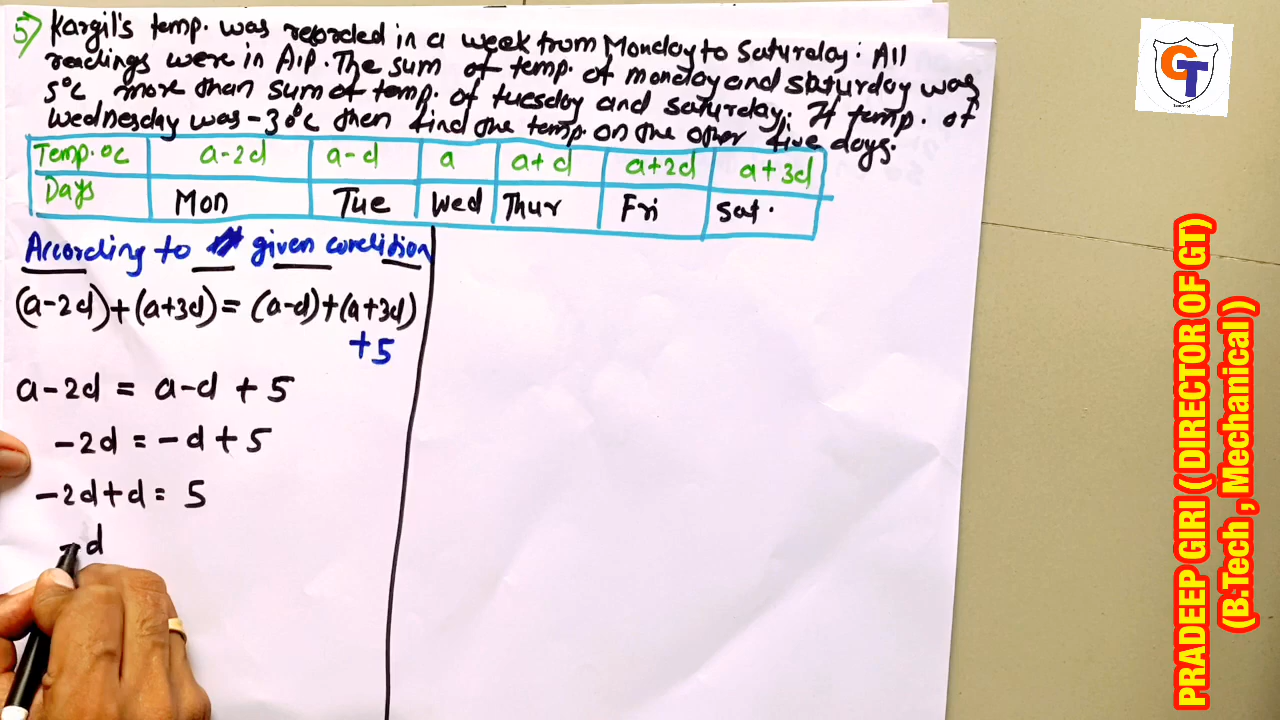 5) Kargil's temp. was recorded in a week from Monday to Saturday: All
readings were in A.P. The sum of temp. of monday and saturday was
5°C more than sum of temp. of tuesday and saturday. If temp. of
Wednesday was -30°C then find the temp. on the other five days.
Temp.°C a-2d a-d a a+d a+2d a+3d
Days Mon Tue Wed Thur Fri Sat.
According to given condition
(a-2d)+(a+3d)=(a-d)+(a+3d)
+5
a-2d = a-d + 5
-2d = -d + 5
-2d+d = 5
-d
GT
PRADEEP GIRI ( DIRECTOR OF GT)
(B.Tech , Mechanical )